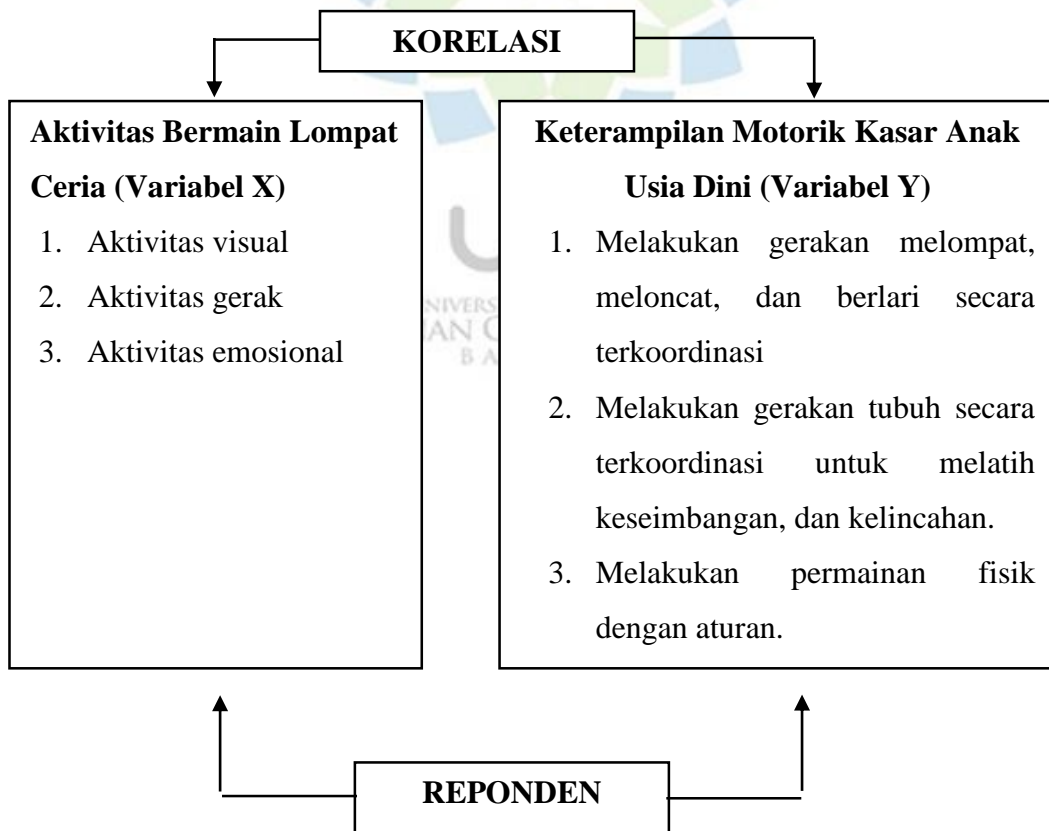 KORELASI
Aktivitas Bermain Lompat
Ceria (Variabel X)
1. Aktivitas visual
2. Aktivitas gerak
3. Aktivitas emosional
Keterampilan Motorik Kasar Anak
Usia Dini (Variabel Y)
1. Melakukan gerakan melompat,
meloncat, dan berlari secara
terkoordinasi
2. Melakukan gerakan tubuh secara
terkoordinasi untuk melatih
keseimbangan, dan kelincahan.
3. Melakukan permainan fisik
dengan aturan.
REPONDEN